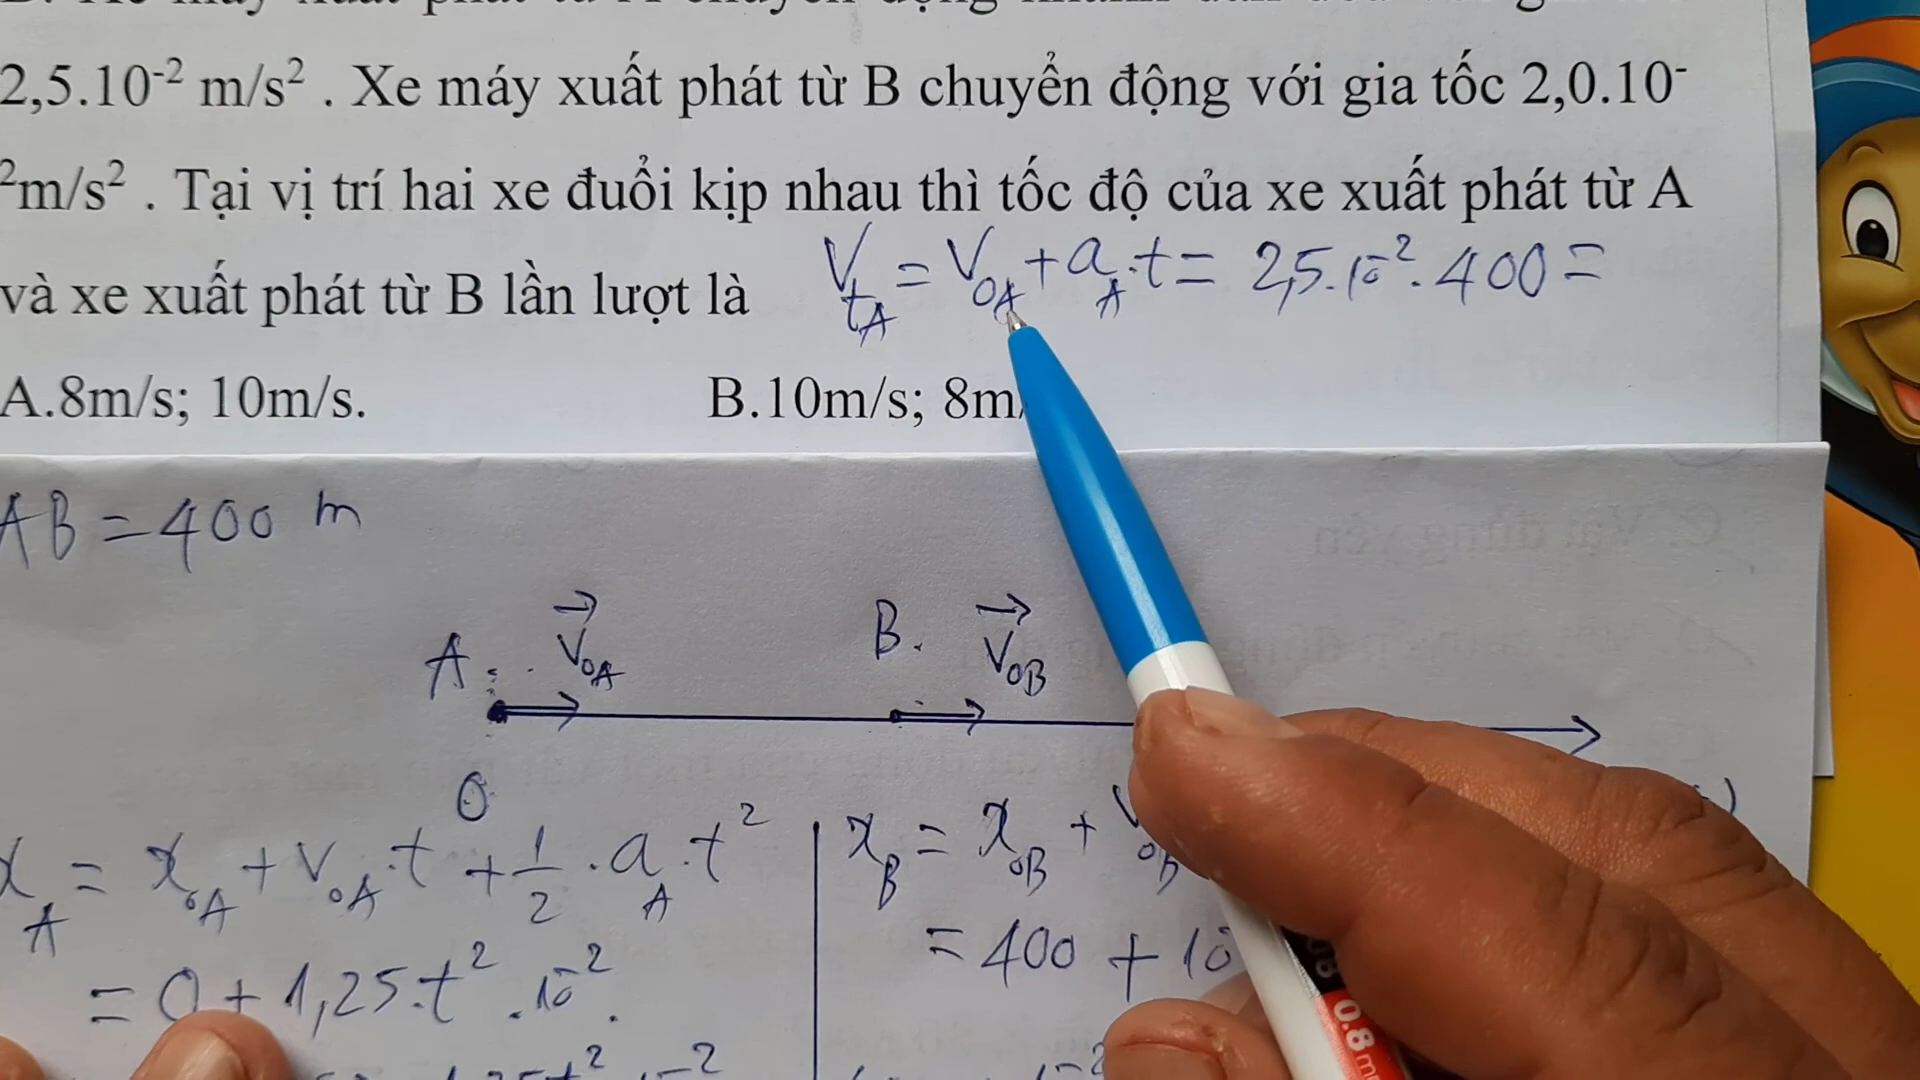 2,5.10⁻² m/s² . Xe máy xuất phát từ B chuyển động với gia tốc 2,0.10⁻
²m/s² . Tại vị trí hai xe đuổi kịp nhau thì tốc độ của xe xuất phát từ A
và xe xuất phát từ B lần lượt là
V_tA = V_0A + a_A.t = 2,5.10⁻².400 =
A.8m/s; 10m/s. B.10m/s; 8m
AB = 400 m
A. V_0A B. V_0B
0
x_A = x_0A + V_0A.t + 1/2 .a_A.t² x_B = x_0B +
= 0 + 1,25.t² .10⁻². = 400 + 10
0.8